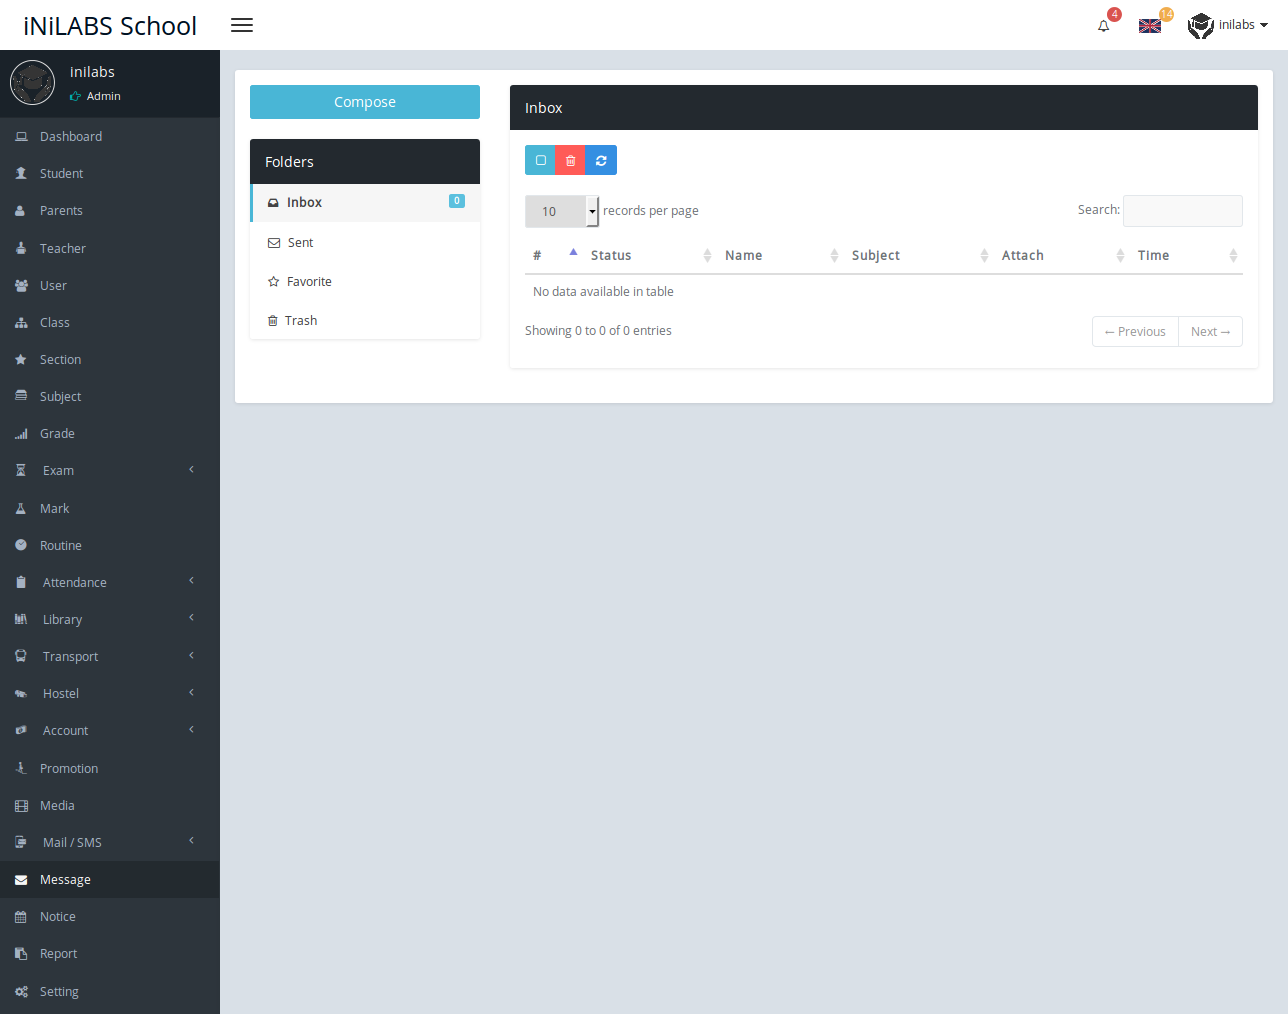 iNiLABS School
4
14
inilabs
inilabs
Admin
Dashboard
Student
Parents
Teacher
User
Class
Section
Subject
Grade
Exam
Mark
Routine
Attendance
Library
Transport
Hostel
Account
Promotion
Media
Mail / SMS
Message
Notice
Report
Setting
Compose
Folders
Inbox 0
Sent
Favorite
Trash
Inbox
10 records per page
Search:
# Status Name Subject Attach Time
No data available in table
Showing 0 to 0 of 0 entries
← Previous Next →